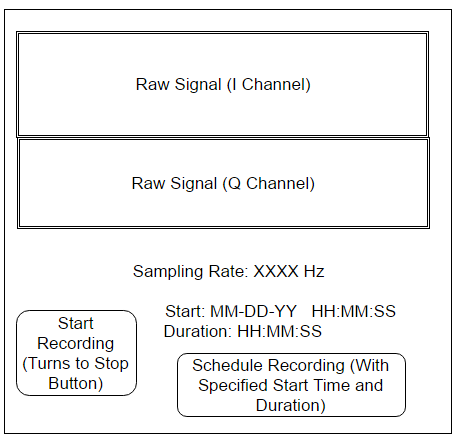 Raw Signal (I Channel)
Raw Signal (Q Channel)
Sampling Rate: XXXX Hz
Start: MM-DD-YY   HH:MM:SS
Duration: HH:MM:SS
Start
Recording
(Turns to Stop
Button)
Schedule Recording (With
Specified Start Time and
Duration)